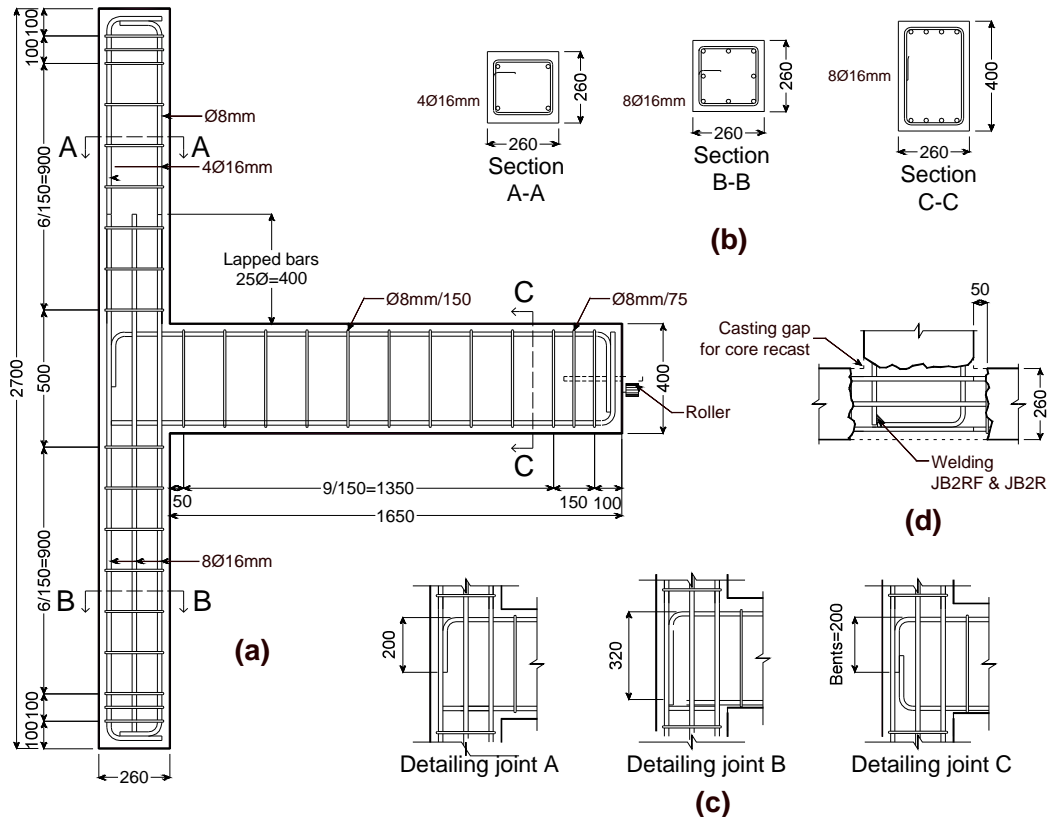 100
100
6/150=900
2700
500
6/150=900
100
100
260
A
A
Ø8mm
4Ø16mm
Lapped bars
25Ø=400
Ø8mm/150
C
Ø8mm/75
400
Roller
C
50
9/150=1350
150
100
1650
8Ø16mm
B
B
(a)
4Ø16mm
260
260
Section
A-A
8Ø16mm
260
260
Section
B-B
8Ø16mm
400
260
Section
C-C
(b)
50
Casting gap
for core recast
260
Welding
JB2RF & JB2R
(d)
200
Detailing joint A
320
Detailing joint B
Bents=200
Detailing joint C
(c)